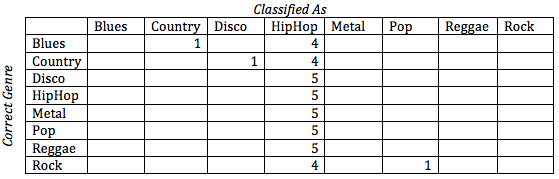 Classified As
Blues Country Disco HipHop Metal Pop Reggae Rock
Correct Genre
Blues 1 4
Country 1 4
Disco 5
HipHop 5
Metal 5
Pop 5
Reggae 5
Rock 4 1